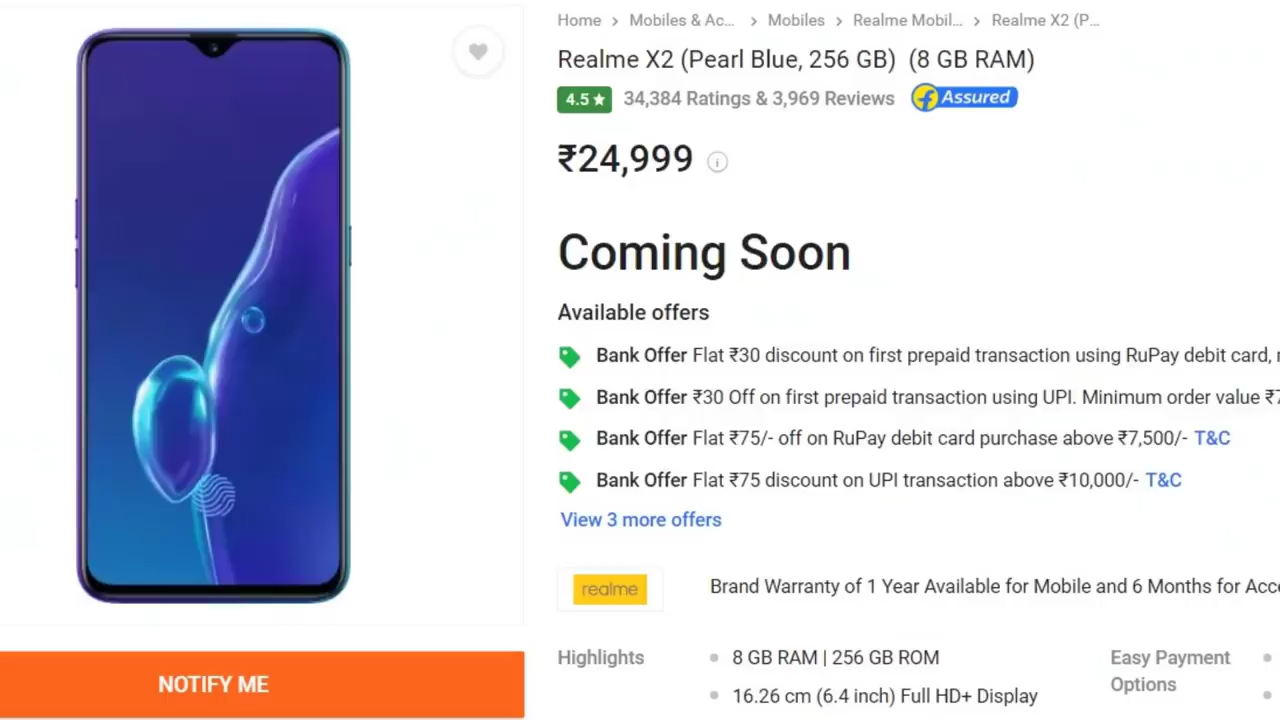 Home > Mobiles & Ac... > Mobiles > Realme Mobil... > Realme X2 (P...
Realme X2 (Pearl Blue, 256 GB) (8 GB RAM)
4.5★ 34,384 Ratings & 3,969 Reviews Assured
₹24,999
Coming Soon
Available offers
Bank Offer Flat ₹30 discount on first prepaid transaction using RuPay debit card,
Bank Offer ₹30 Off on first prepaid transaction using UPI. Minimum order value ₹7
Bank Offer Flat ₹75/- off on RuPay debit card purchase above ₹7,500/- T&C
Bank Offer Flat ₹75 discount on UPI transaction above ₹10,000/- T&C
View 3 more offers
realme Brand Warranty of 1 Year Available for Mobile and 6 Months for Acc
NOTIFY ME
Highlights
8 GB RAM | 256 GB ROM
16.26 cm (6.4 inch) Full HD+ Display
Easy Payment
Options